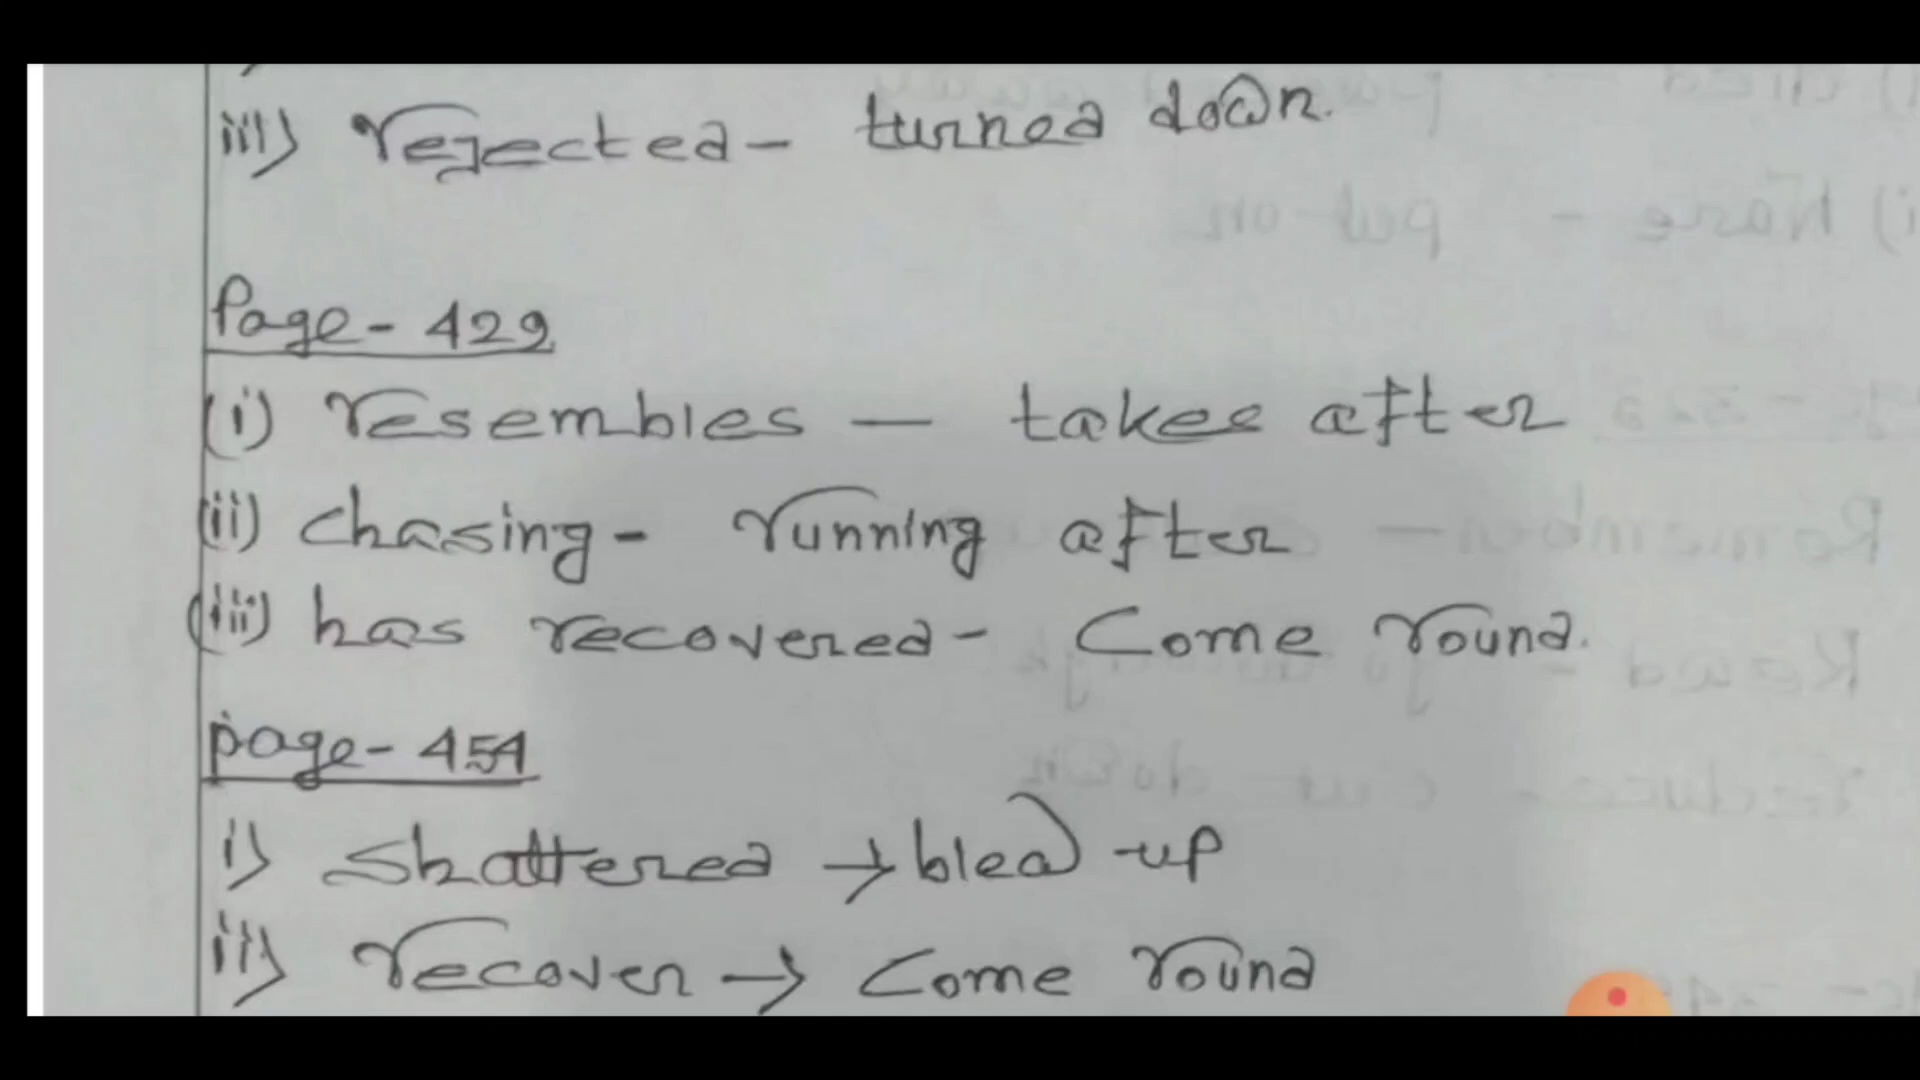 iii) rejected - turned down.
Page - 429
(i) resembles — takes after
(ii) chasing - running after
(iii) has recovered - Come round.
page - 454
i) Shattered → bled up
ii) recover → Come round